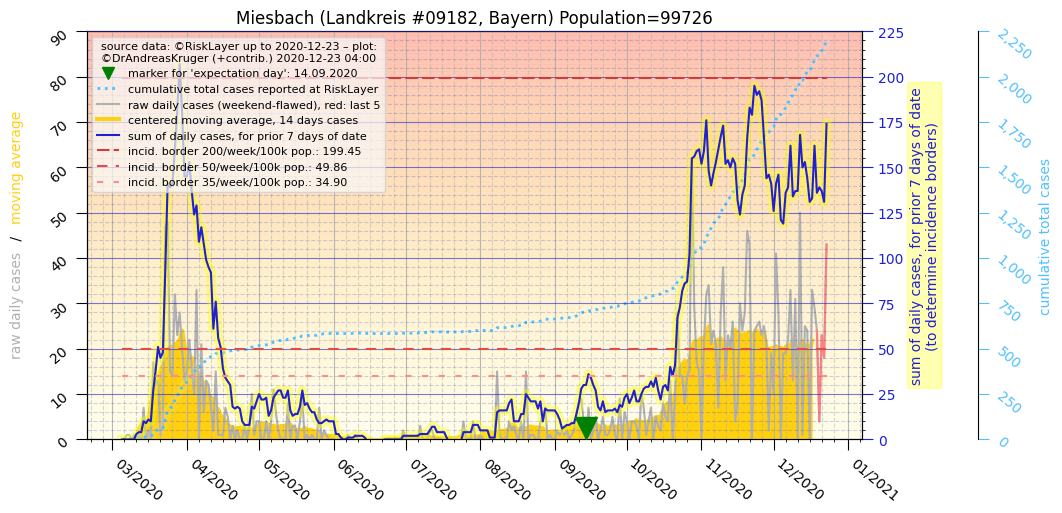 Miesbach (Landkreis #09182, Bayern) Population=99726
source data: ©RiskLayer up to 2020-12-23 – plot:
©DrAndreasKruger (+contrib.) 2020-12-23 04:00
marker for 'expectation day': 14.09.2020
cumulative total cases reported at RiskLayer
raw daily cases (weekend-flawed), red: last 5
centered moving average, 14 days cases
sum of daily cases, for prior 7 days of date
incid. border 200/week/100k pop.: 199.45
incid. border 50/week/100k pop.: 49.86
incid. border 35/week/100k pop.: 34.90
raw daily cases / moving average
90
80
70
60
50
40
30
20
10
0
03/2020
04/2020
05/2020
06/2020
07/2020
08/2020
09/2020
10/2020
11/2020
12/2020
01/2021
225
200
175
150
125
100
75
50
25
0
sum of daily cases, for prior 7 days of date
(to determine incidence borders)
2,250
2,000
1,750
1,500
1,250
1,000
750
500
250
0
cumulative total cases